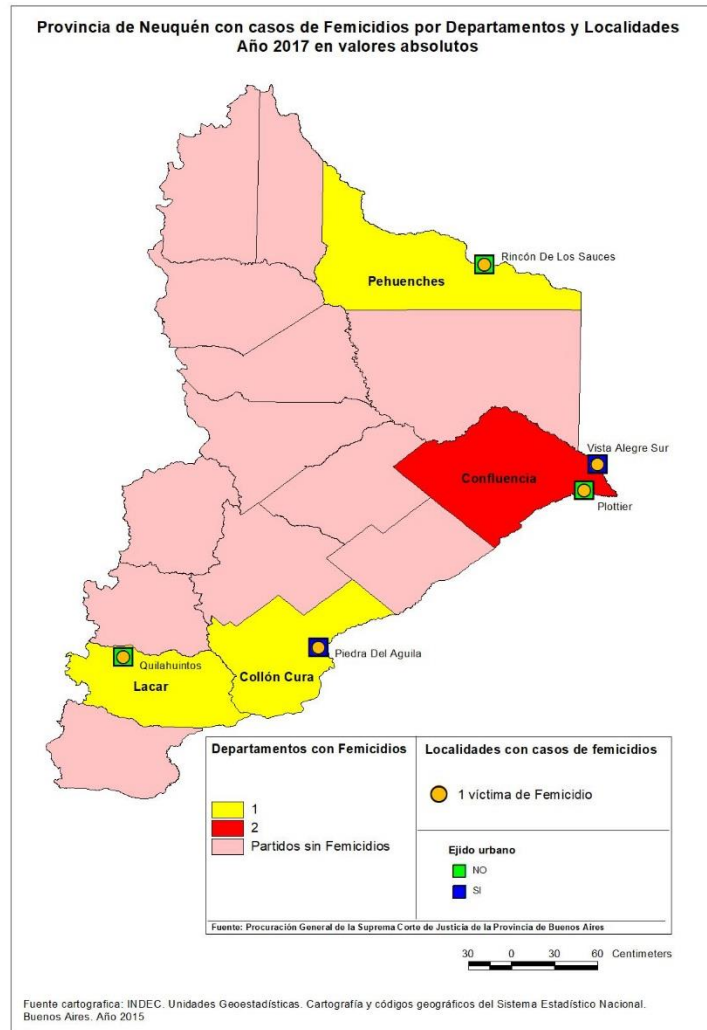 Provincia de Neuquén con casos de Femicidios por Departamentos y Localidades
Año 2017 en valores absolutos
Rincón De Los Sauces
Pehuenches
Vista Alegre Sur
Confluencia
Plottier
Quilahuintos
Piedra Del Aguila
Collón Cura
Lacar
Departamentos con Femicidios
1
2
Partidos sin Femicidios
Localidades con casos de femicidios
1 víctima de Femicidio
Ejido urbano
NO
SI
Fuente: Procuración General de la Suprema Corte de Justicia de la Provincia de Buenos Aires
30 0 30 60 Centimeters
Fuente cartografica: INDEC. Unidades Geoestadísticas. Cartografía y códigos geográficos del Sistema Estadístico Nacional.
Buenos Aires. Año 2015